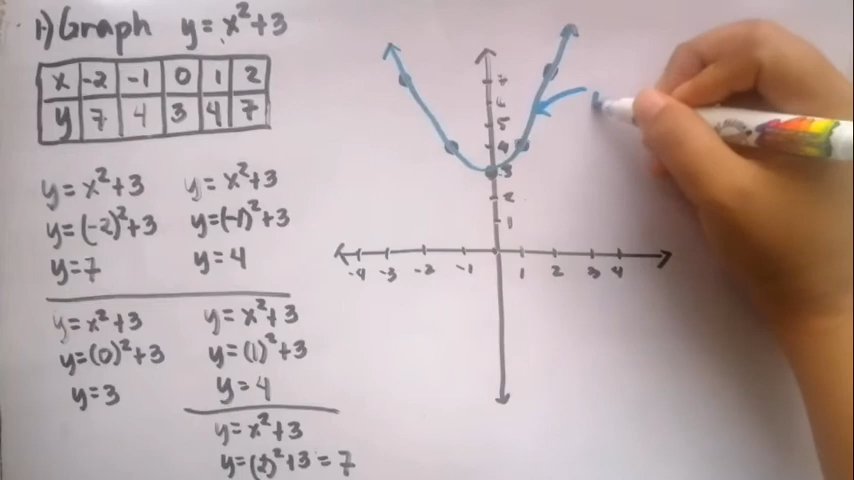 1.) Graph y = x²+3
x -2 -1 0 1 2
y 7 4 3 4 7
y = x²+3
y = (-2)²+3
y = 7
y = x²+3
y = (-1)²+3
y = 4
y = x²+3
y = (0)²+3
y = 3
y = x²+3
y = (1)²+3
y = 4
y = x²+3
y = (2)²+3 = 7
7
6
5
4
3
2
1
-4 -3 -2 -1 1 2 3 4